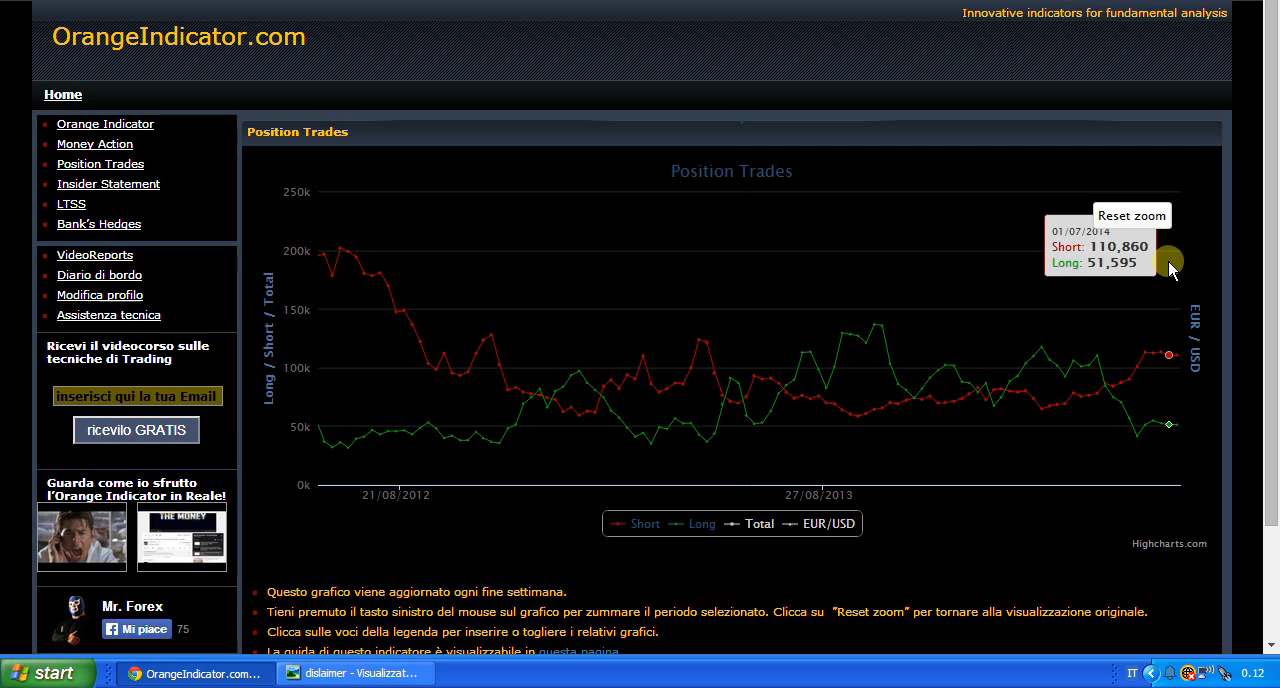 Innovative indicators for fundamental analysis
OrangeIndicator.com
Home
Orange Indicator
Money Action
Position Trades
Insider Statement
LTSS
Bank's Hedges
VideoReports
Diario di bordo
Modifica profilo
Assistenza tecnica
Ricevi il videocorso sulle
tecniche di Trading
inserisci qui la tua Email
ricevilo GRATIS
Guarda come io sfrutto
l'Orange Indicator in Reale!
THE MONEY
Mr. Forex
Mi piace 75
Position Trades
Position Trades
250k
200k
150k
100k
50k
0k
Long / Short / Total
EUR / USD
Reset zoom
01/07/2014
Short: 110,860
Long: 51,595
21/08/2012
27/08/2013
Short Long Total EUR/USD
Highcharts.com
Questo grafico viene aggiornato ogni fine settimana.
Tieni premuto il tasto sinistro del mouse sul grafico per zummare il periodo selezionato. Clicca su "Reset zoom" per tornare alla visualizzazione originale.
Clicca sulle voci della legenda per inserire o togliere i relativi grafici.
La guida di questo indicatore è visualizzabile in questa pagina
start
OrangeIndicator.com...
dislaimer - Visualizzat...
IT
0.12